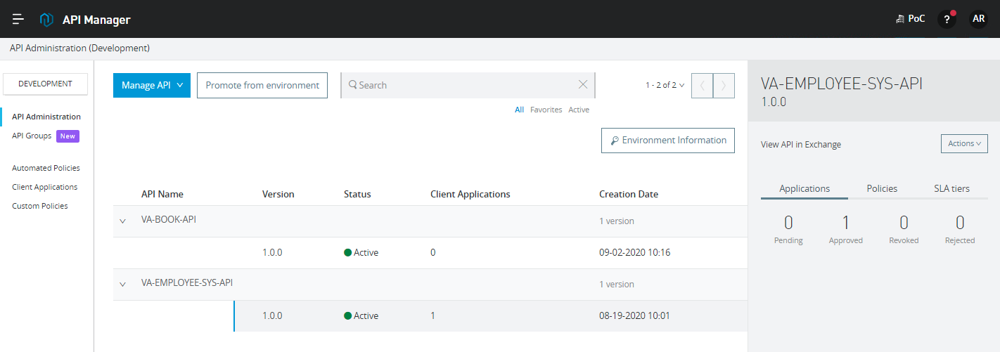 API Manager
PoC
?
AR
API Administration (Development)
DEVELOPMENT
API Administration
API Groups New
Automated Policies
Client Applications
Custom Policies
Manage API
Promote from environment
Search
1 - 2 of 2
All Favorites Active
Environment Information
API Name Version Status Client Applications Creation Date
VA-BOOK-API 1 version
1.0.0 Active 0 09-02-2020 10:16
VA-EMPLOYEE-SYS-API 1 version
1.0.0 Active 1 08-19-2020 10:01
VA-EMPLOYEE-SYS-API
1.0.0
View API in Exchange
Actions
Applications Policies SLA tiers
0 1 0 0
Pending Approved Revoked Rejected